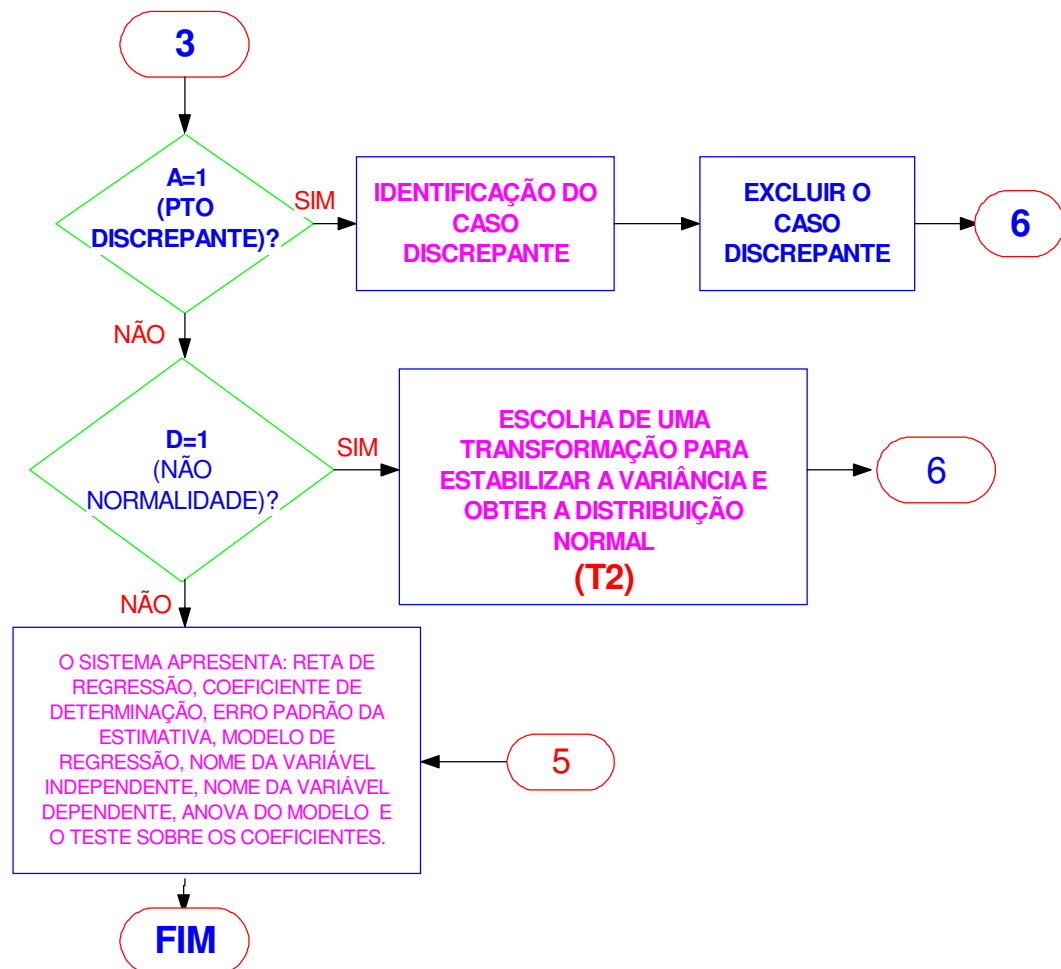 3
A=1
(PTO
DISCREPANTE)?
SIM
IDENTIFICAÇÃO DO
CASO
DISCREPANTE
EXCLUIR O
CASO
DISCREPANTE
6
NÃO
D=1
(NÃO
NORMALIDADE)?
SIM
ESCOLHA DE UMA
TRANSFORMAÇÃO PARA
ESTABILIZAR A VARIÂNCIA E
OBTER A DISTRIBUIÇÃO
NORMAL
(T2)
6
NÃO
O SISTEMA APRESENTA: RETA DE
REGRESSÃO, COEFICIENTE DE
DETERMINAÇÃO, ERRO PADRÃO DA
ESTIMATIVA, MODELO DE
REGRESSÃO, NOME DA VARIÁVEL
INDEPENDENTE, NOME DA VARIÁVEL
DEPENDENTE, ANOVA DO MODELO E
O TESTE SOBRE OS COEFICIENTES.
5
FIM